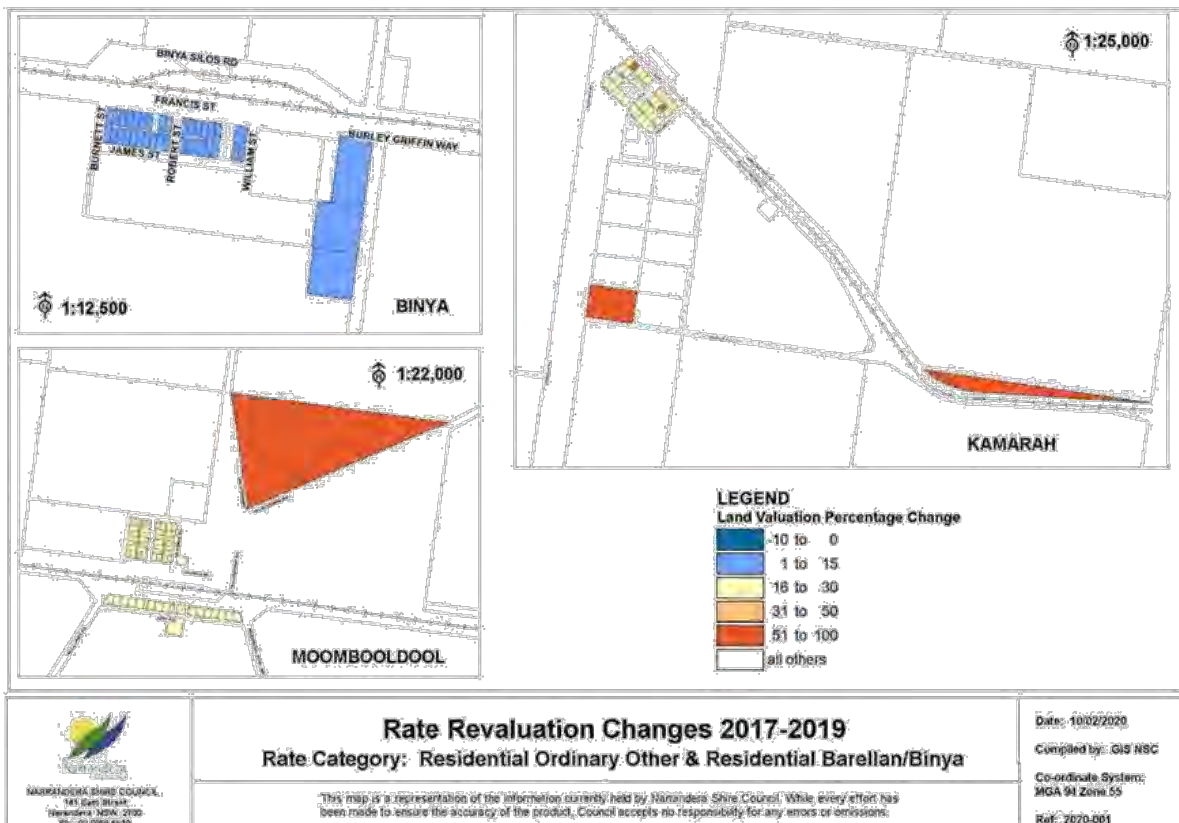 BINYA SILOS RD
FRANCIS ST
BURLEY GRIFFIN WAY
BURNETT ST
JAMES ST
ROBERT ST
WILLIAM ST
1:12,500
BINYA
1:25,000
KAMARAH
1:22,000
MOOMBOOLDOOL
LEGEND
Land Valuation Percentage Change
-10 to 0
1 to 15
16 to 30
31 to 50
51 to 100
all others
NARRANDERA SHIRE COUNCIL
141 East Street
Narrandera NSW 2700
Rate Revaluation Changes 2017-2019
Rate Category: Residential Ordinary Other & Residential Barellan/Binya
This map is a representation of the information currently held by Narrandera Shire Council. While every effort has
been made to ensure the accuracy of the product, Council accepts no responsibility for any errors or omissions.
Date: 10/02/2020
Compiled by: GIS NSC
Co-ordinate System:
MGA 94 Zone 55
Ref: 2020-001